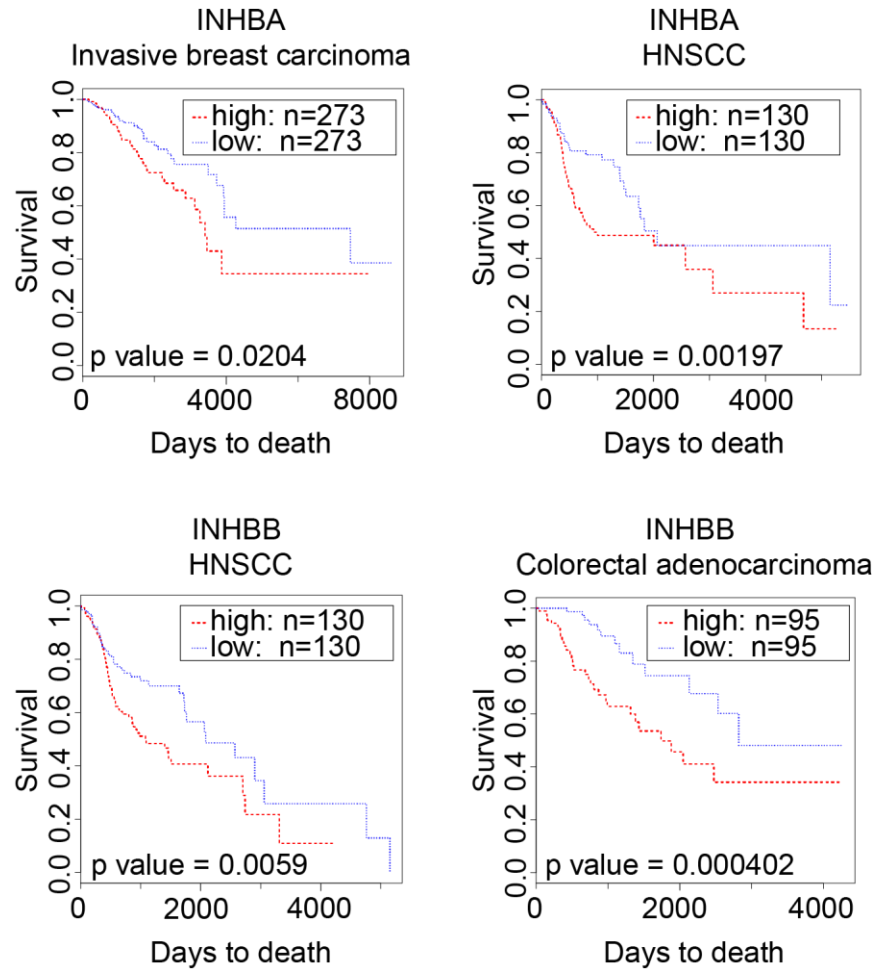 INHBA
Invasive breast carcinoma
high: n=273
low: n=273
p value = 0.0204
Survival
0.0 0.2 0.4 0.6 0.8 1.0
0 4000 8000
Days to death
INHBA
HNSCC
high: n=130
low: n=130
p value = 0.00197
Survival
0.0 0.2 0.4 0.6 0.8 1.0
0 2000 4000
Days to death
INHBB
HNSCC
high: n=130
low: n=130
p value = 0.0059
Survival
0.0 0.2 0.4 0.6 0.8 1.0
0 2000 4000
Days to death
INHBB
Colorectal adenocarcinoma
high: n=95
low: n=95
p value = 0.000402
Survival
0.0 0.2 0.4 0.6 0.8 1.0
0 2000 4000
Days to death